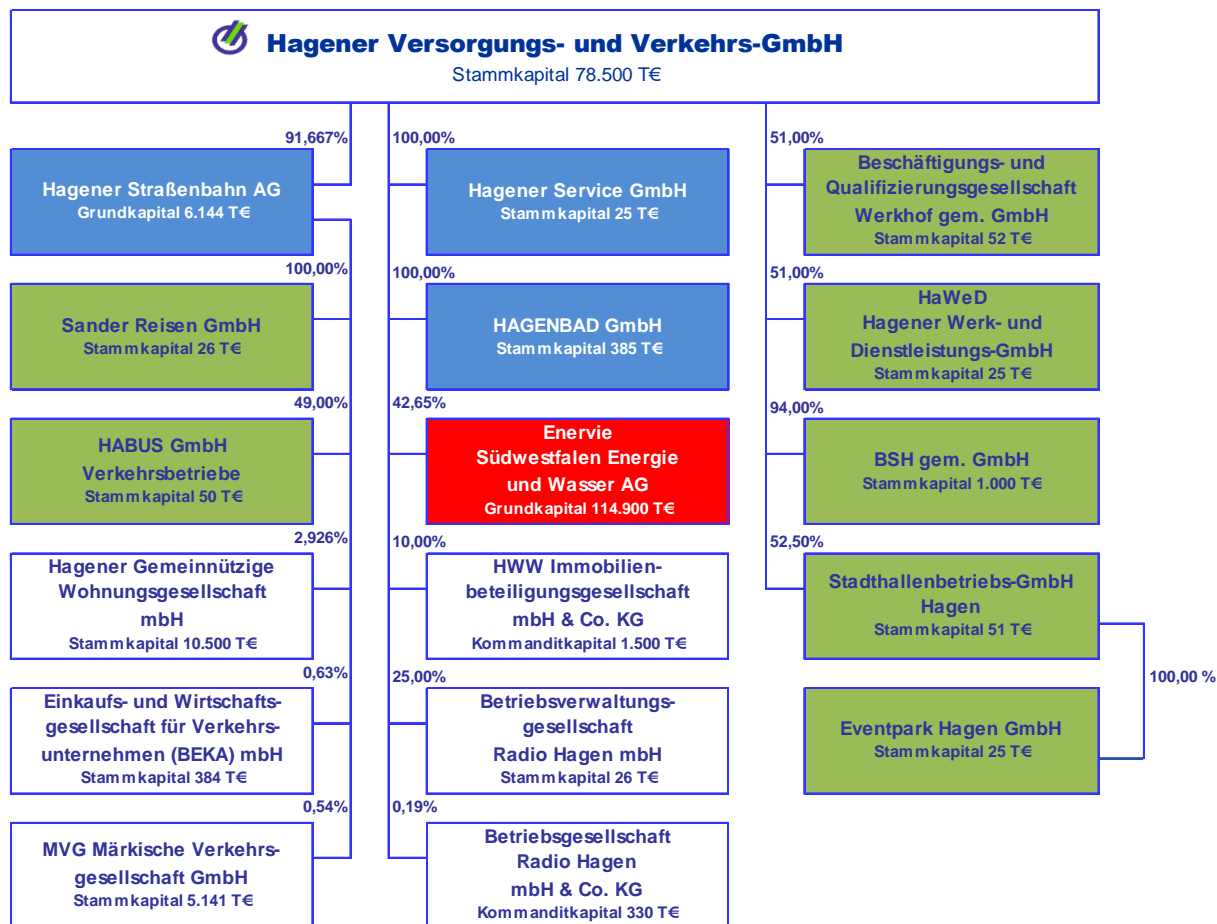 Hagener Versorgungs- und Verkehrs-GmbH
Stammkapital 78.500 T€
91,667%
Hagener Straßenbahn AG
Grundkapital 6.144 T€
100,00%
Sander Reisen GmbH
Stammkapital 26 T€
49,00%
HABUS GmbH
Verkehrsbetriebe
Stammkapital 50 T€
2,926%
Hagener Gemeinnützige
Wohnungsgesellschaft
mbH
Stammkapital 10.500 T€
0,63%
Einkaufs- und Wirtschafts-
gesellschaft für Verkehrs-
unternehmen (BEKA) mbH
Stammkapital 384 T€
0,54%
MVG Märkische Verkehrs-
gesellschaft GmbH
Stammkapital 5.141 T€
100,00%
Hagener Service GmbH
Stammkapital 25 T€
100,00%
HAGENBAD GmbH
Stammkapital 385 T€
42,65%
Enervie
Südwestfalen Energie
und Wasser AG
Grundkapital 114.900 T€
10,00%
HWW Immobilien-
beteiligungsgesellschaft
mbH & Co. KG
Kommanditkapital 1.500 T€
25,00%
Betriebsverwaltungs-
gesellschaft
Radio Hagen mbH
Stammkapital 26 T€
0,19%
Betriebsgesellschaft
Radio Hagen
mbH & Co. KG
Kommanditkapital 330 T€
51,00%
Beschäftigungs- und
Qualifizierungsgesellschaft
Werkhof gem. GmbH
Stammkapital 52 T€
51,00%
HaWeD
Hagener Werk- und
Dienstleistungs-GmbH
Stammkapital 25 T€
94,00%
BSH gem. GmbH
Stammkapital 1.000 T€
52,50%
Stadthallenbetriebs-GmbH
Hagen
Stammkapital 51 T€
100,00 %
Eventpark Hagen GmbH
Stammkapital 25 T€